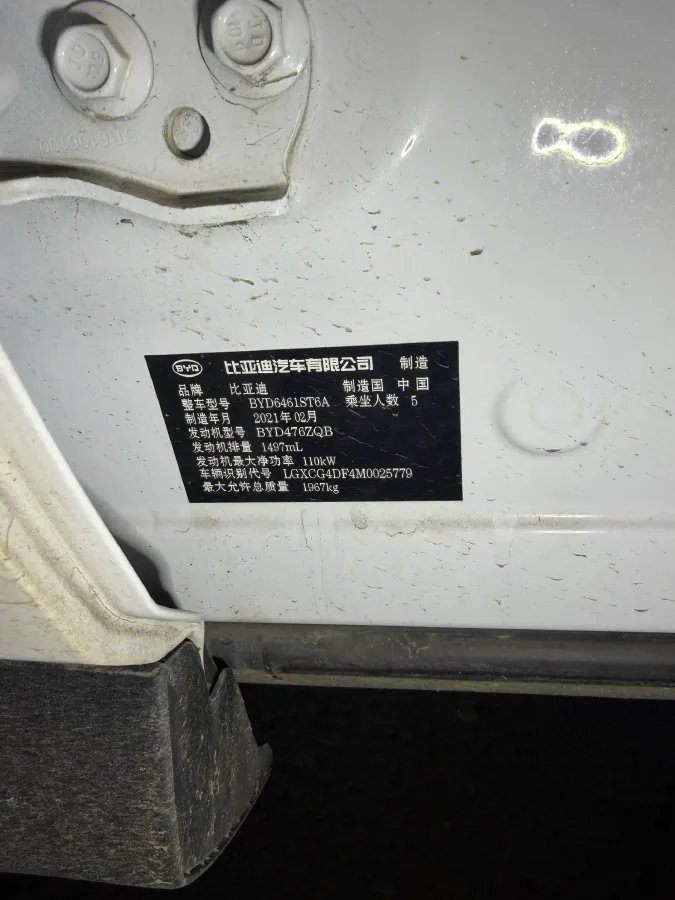 BYD 比亚迪汽车有限公司 制造
品牌 比亚迪 制造国 中国
整车型号 BYD6461ST6A 乘坐人数 5
制造年月 2021年02月
发动机型号 BYD476ZQB
发动机排量 1497mL
发动机最大净功率 110kW
车辆识别代号 LGXCG4DF4M0025779
最大允许总质量 1967kg